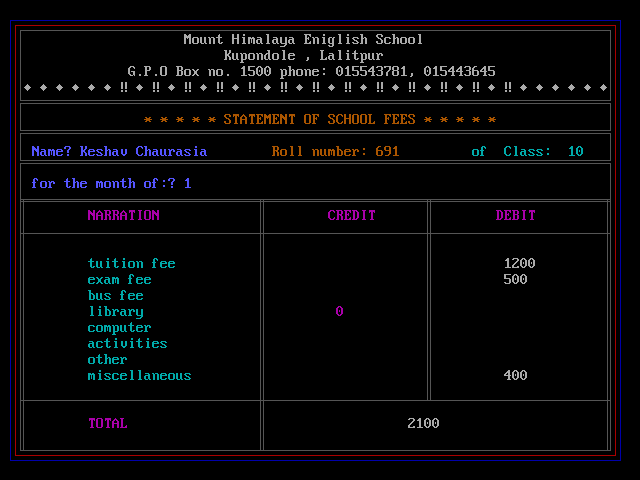 Mount Himalaya Eniglish School
Kupondole , Lalitpur
G.P.O Box no. 1500 phone: 015543781, 015443645
♦ ♦ ♦ ♦ ♦ ♦ ‼ ♦ ‼ ♦ ‼ ♦ ‼ ♦ ‼ ♦ ‼ ♦ ‼ ♦ ‼ ♦ ‼ ♦ ‼ ♦ ‼ ♦ ‼ ♦ ‼ ♦ ♦ ♦ ♦ ♦ ♦
* * * * * STATEMENT OF SCHOOL FEES * * * * *
Name? Keshav Chaurasia Roll number: 691 of Class: 10
for the month of:? 1
NARRATION CREDIT DEBIT
tuition fee 1200
exam fee 500
bus fee
library 0
computer
activities
other
miscellaneous 400
TOTAL 2100